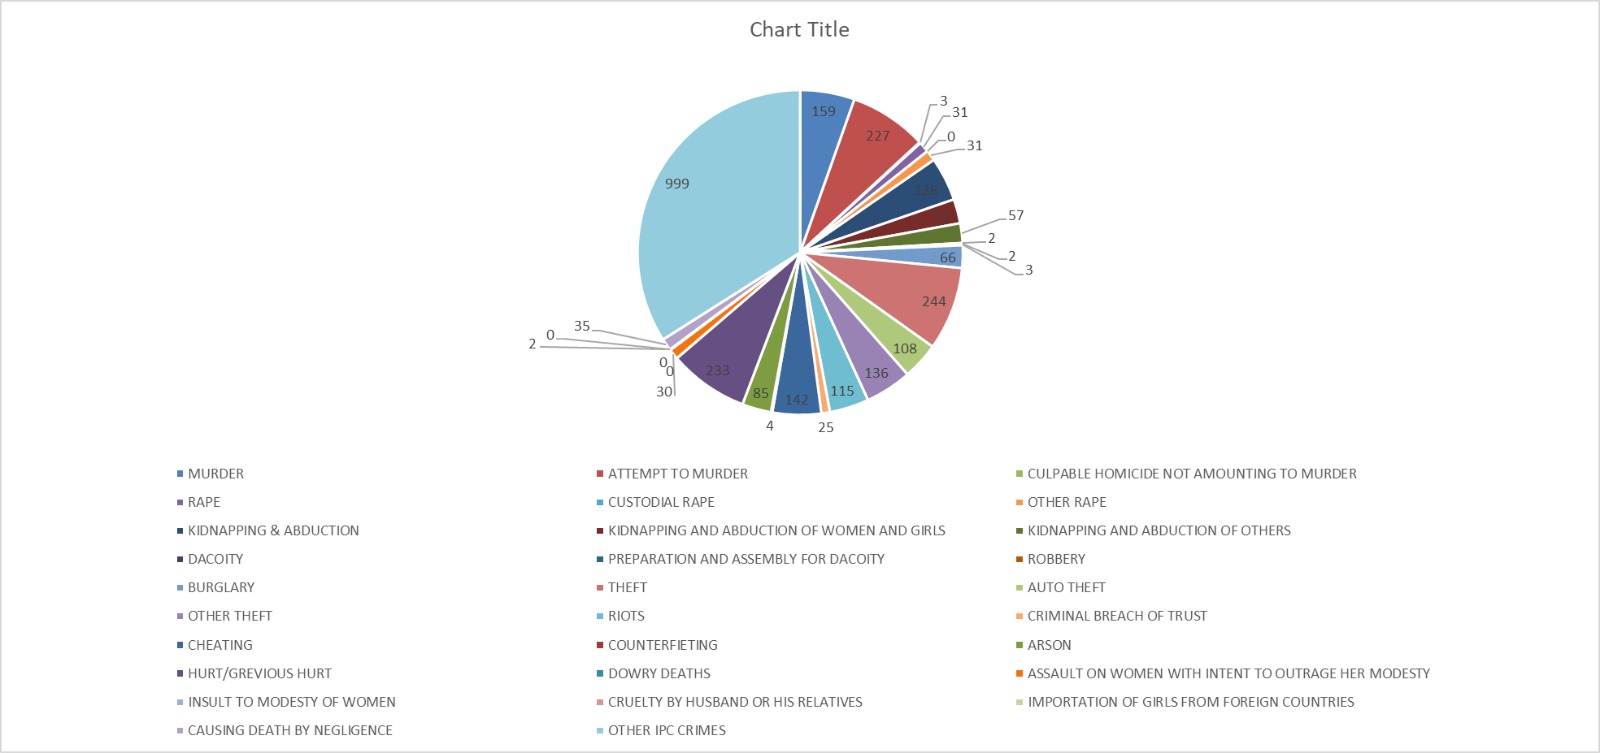 Chart Title
159
227
3
31
0
31
128
57
2
2
3
66
244
108
136
115
25
142
4
85
233
0
0
30
2
0
35
999
MURDER ATTEMPT TO MURDER CULPABLE HOMICIDE NOT AMOUNTING TO MURDER
RAPE CUSTODIAL RAPE OTHER RAPE
KIDNAPPING & ABDUCTION KIDNAPPING AND ABDUCTION OF WOMEN AND GIRLS KIDNAPPING AND ABDUCTION OF OTHERS
DACOITY PREPARATION AND ASSEMBLY FOR DACOITY ROBBERY
BURGLARY THEFT AUTO THEFT
OTHER THEFT RIOTS CRIMINAL BREACH OF TRUST
CHEATING COUNTERFIETING ARSON
HURT/GREVIOUS HURT DOWRY DEATHS ASSAULT ON WOMEN WITH INTENT TO OUTRAGE HER MODESTY
INSULT TO MODESTY OF WOMEN CRUELTY BY HUSBAND OR HIS RELATIVES IMPORTATION OF GIRLS FROM FOREIGN COUNTRIES
CAUSING DEATH BY NEGLIGENCE OTHER IPC CRIMES